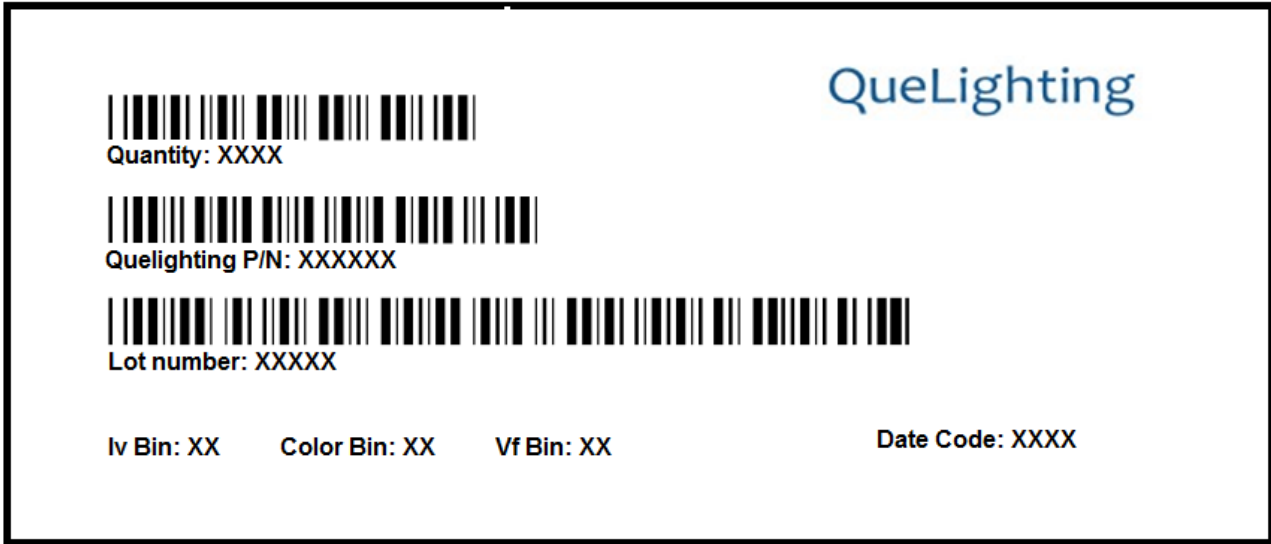 QueLighting
Quantity: XXXX
Quelighting P/N: XXXXXX
Lot number: XXXXX
Iv Bin: XX Color Bin: XX Vf Bin: XX Date Code: XXXX